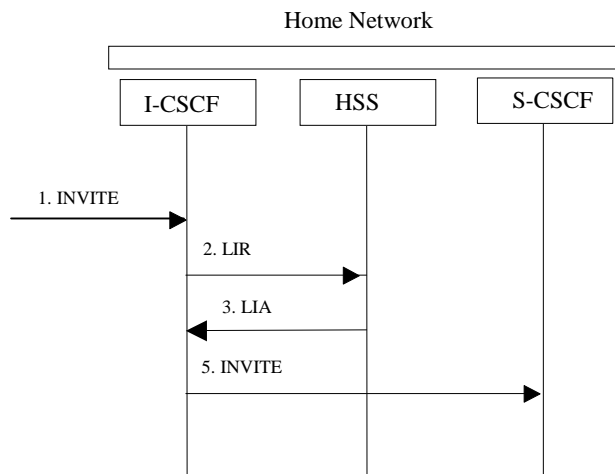 Home Network
I-CSCF
HSS
S-CSCF
1. INVITE
2. LIR
3. LIA
5. INVITE